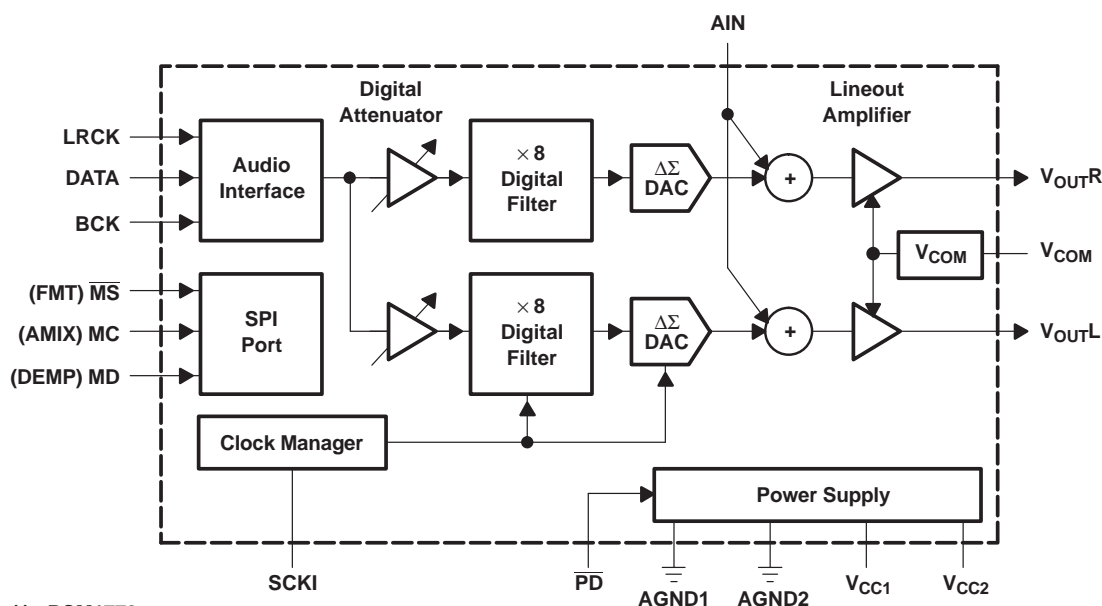 AIN
Digital
Attenuator
Lineout
Amplifier
LRCK
DATA
BCK
Audio
Interface
× 8
Digital
Filter
ΔΣ
DAC
+
VOUTR
VCOM
VCOM
(FMT) MS
(AMIX) MC
(DEMP) MD
SPI
Port
× 8
Digital
Filter
ΔΣ
DAC
+
VOUTL
Clock Manager
Power Supply
SCKI
PD
AGND1
AGND2
VCC1
VCC2